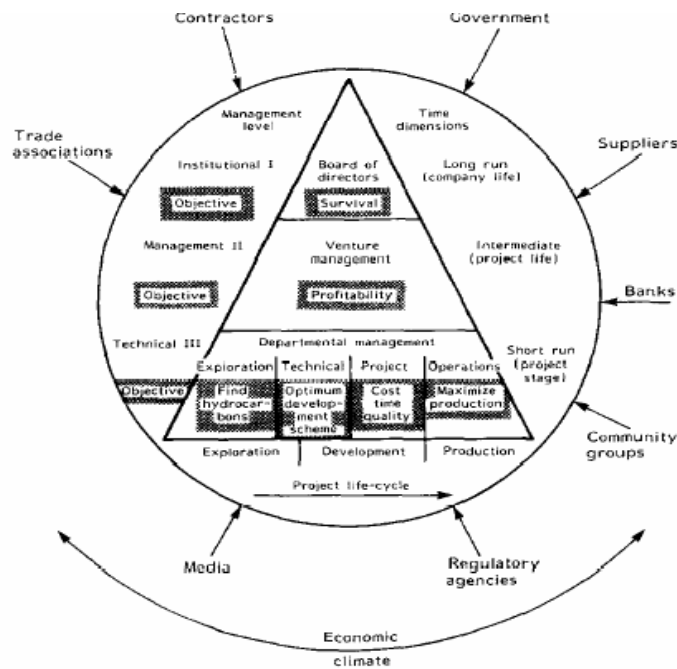 Contractors
Government
Trade
associations
Suppliers
Banks
Community
groups
Regulatory
agencies
Media
Economic
climate
Management
level
Time
dimensions
Institutional I
Objective
Board of
directors
Survival
Long run
(company life)
Management II
Objective
Venture
management
Profitability
Intermediate
(project life)
Technical III
Objective
Departmental management
Short run
(project
stage)
Exploration
Technical
Project
Operations
Find
hydrocar-
bons
Optimum
develop-
ment
scheme
Cost
time
quality
Maximize
production
Exploration
Development
Production
Project life-cycle